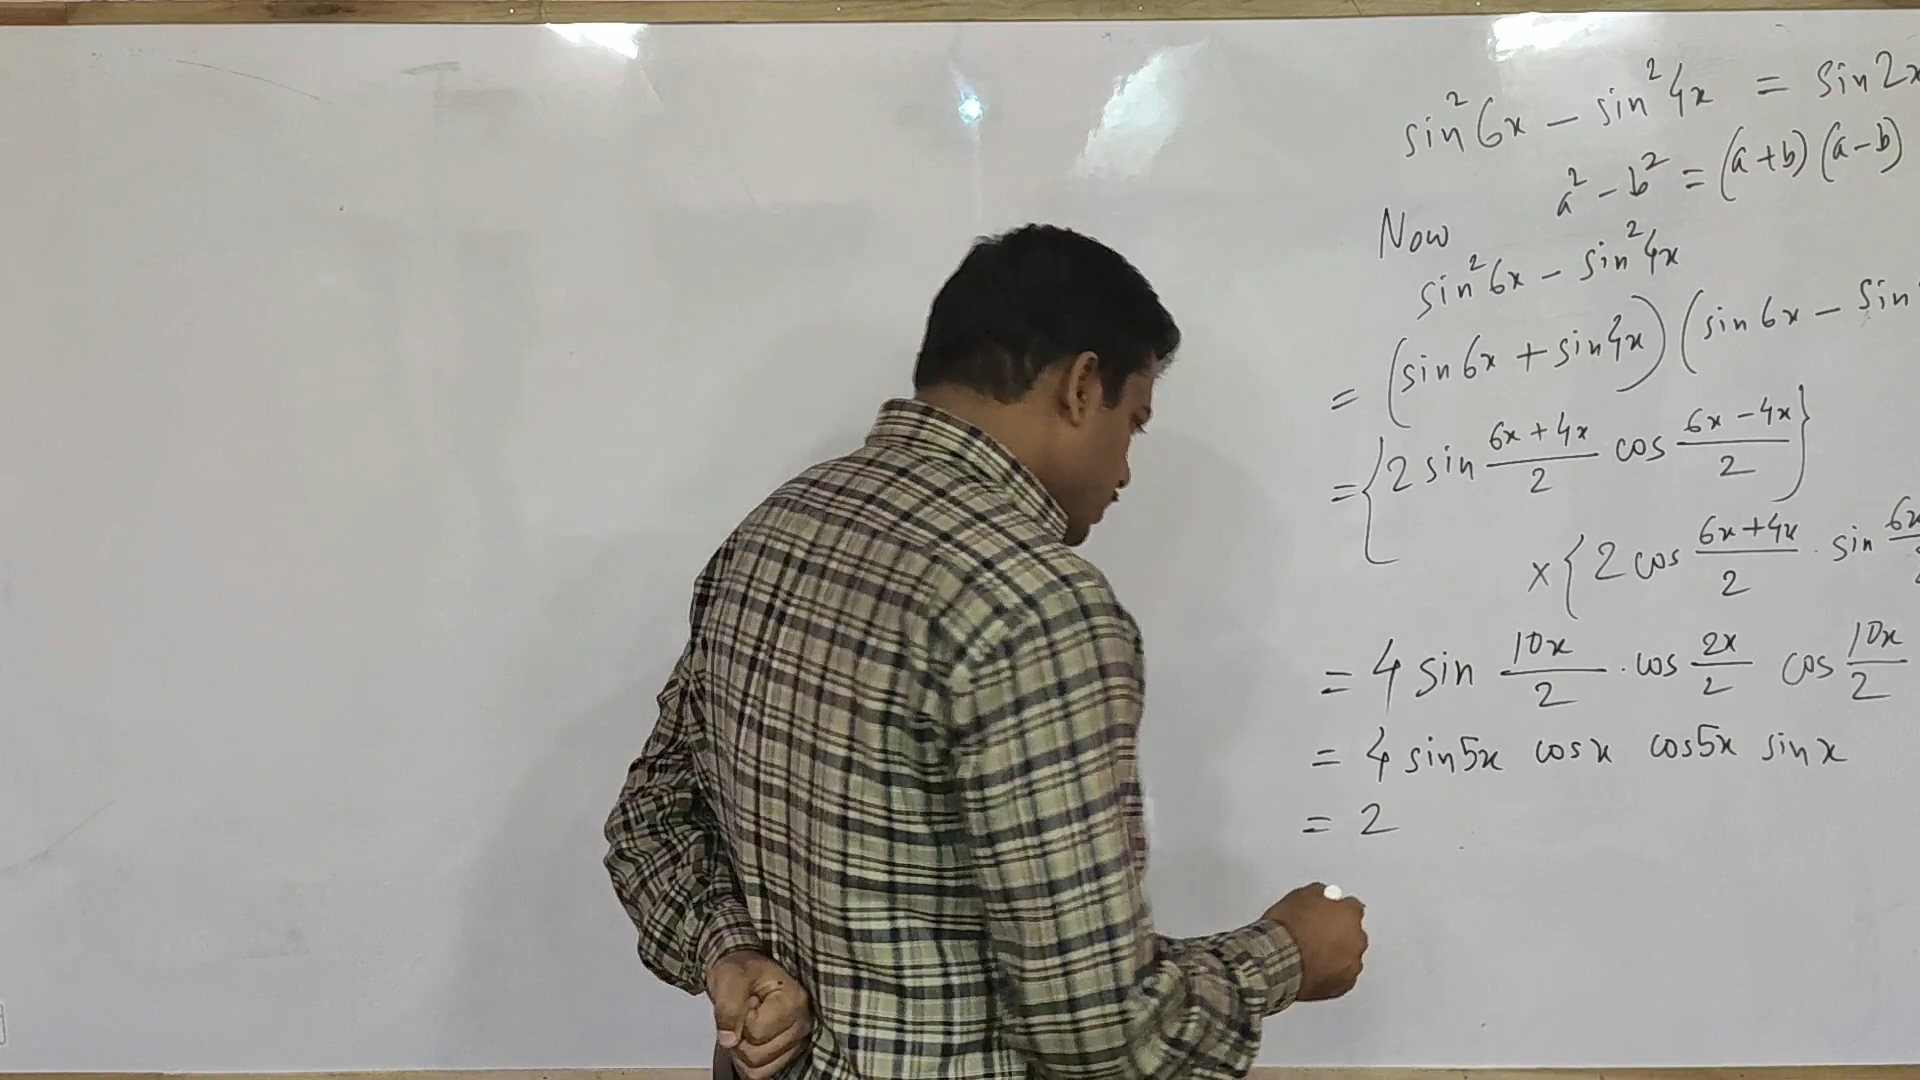 sin²6x − sin²4x = sin2x
a² − b² = (a+b)(a−b)
Now
sin²6x − sin²4x
= (sin6x + sin4x)(sin6x − sin
= {2 sin (6x+4x)/2 cos (6x−4x)/2}
×{2 cos (6x+4x)/2 · sin 6x
= 4 sin 10x/2 · cos 2x/2 cos 10x/2
= 4 sin5x cosx cos5x sinx
= 2